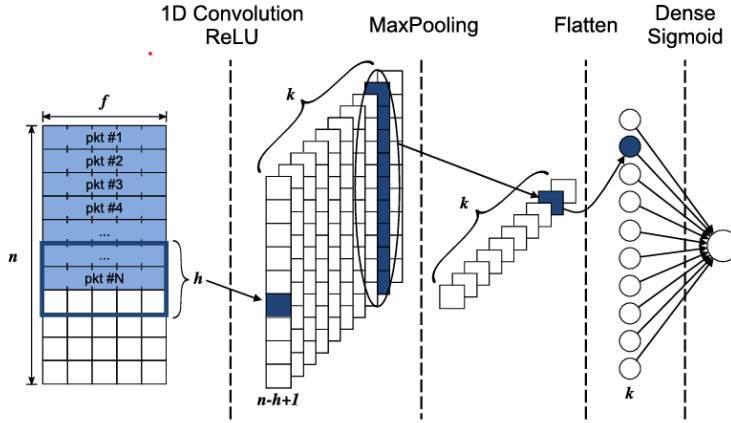 1D Convolution
ReLU
MaxPooling
Flatten
Dense
Sigmoid
f
n
pkt #1
pkt #2
pkt #3
pkt #4
...
...
pkt #N
h
k
n-h+1
k
k